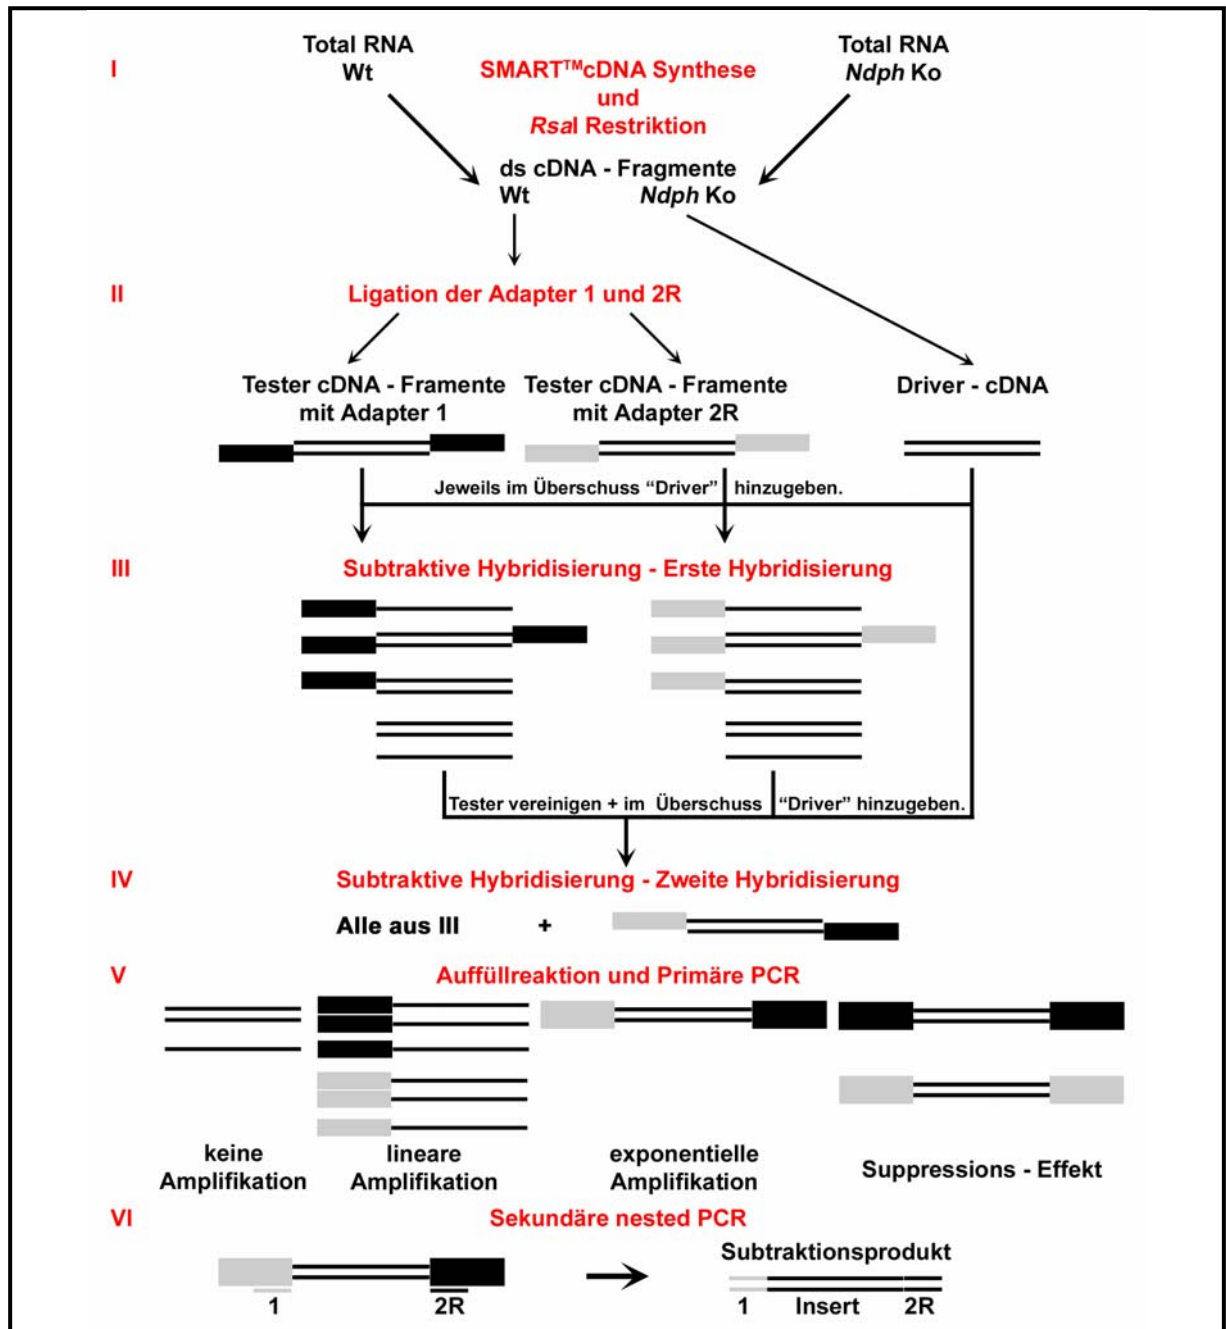 Total RNA
Wt
Total RNA
Ndph Ko
I
SMART™cDNA Synthese
und
RsaI Restriktion
ds cDNA - Fragmente
Wt Ndph Ko
II Ligation der Adapter 1 und 2R
Tester cDNA - Framente
mit Adapter 1
Tester cDNA - Framente
mit Adapter 2R
Driver - cDNA
Jeweils im Überschuss “Driver” hinzugeben.
III Subtraktive Hybridisierung - Erste Hybridisierung
Tester vereinigen + im Überschuss “Driver” hinzugeben.
IV Subtraktive Hybridisierung - Zweite Hybridisierung
Alle aus III +
V Auffüllreaktion und Primäre PCR
keine
Amplifikation
lineare
Amplifikation
exponentielle
Amplifikation
Suppressions - Effekt
VI Sekundäre nested PCR
Subtraktionsprodukt
1 2R
1 Insert 2R